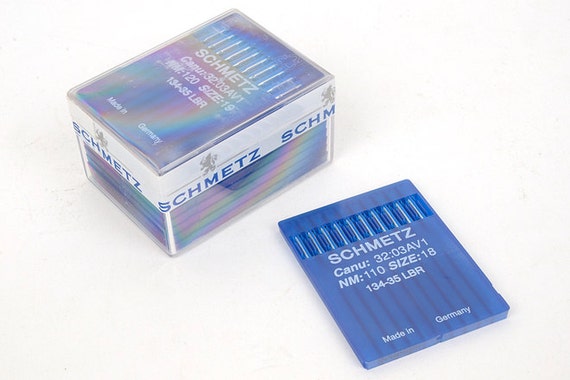 SCHMETZ
Canu: 32:03AV1
NM: 120 SIZE: 19
134-35 LBR
Made in Germany
SCHMETZ
SCHMETZ
SCHMETZ
Canu: 32:03AV1
NM: 110 SIZE: 18
134-35 LBR
Made in Germany